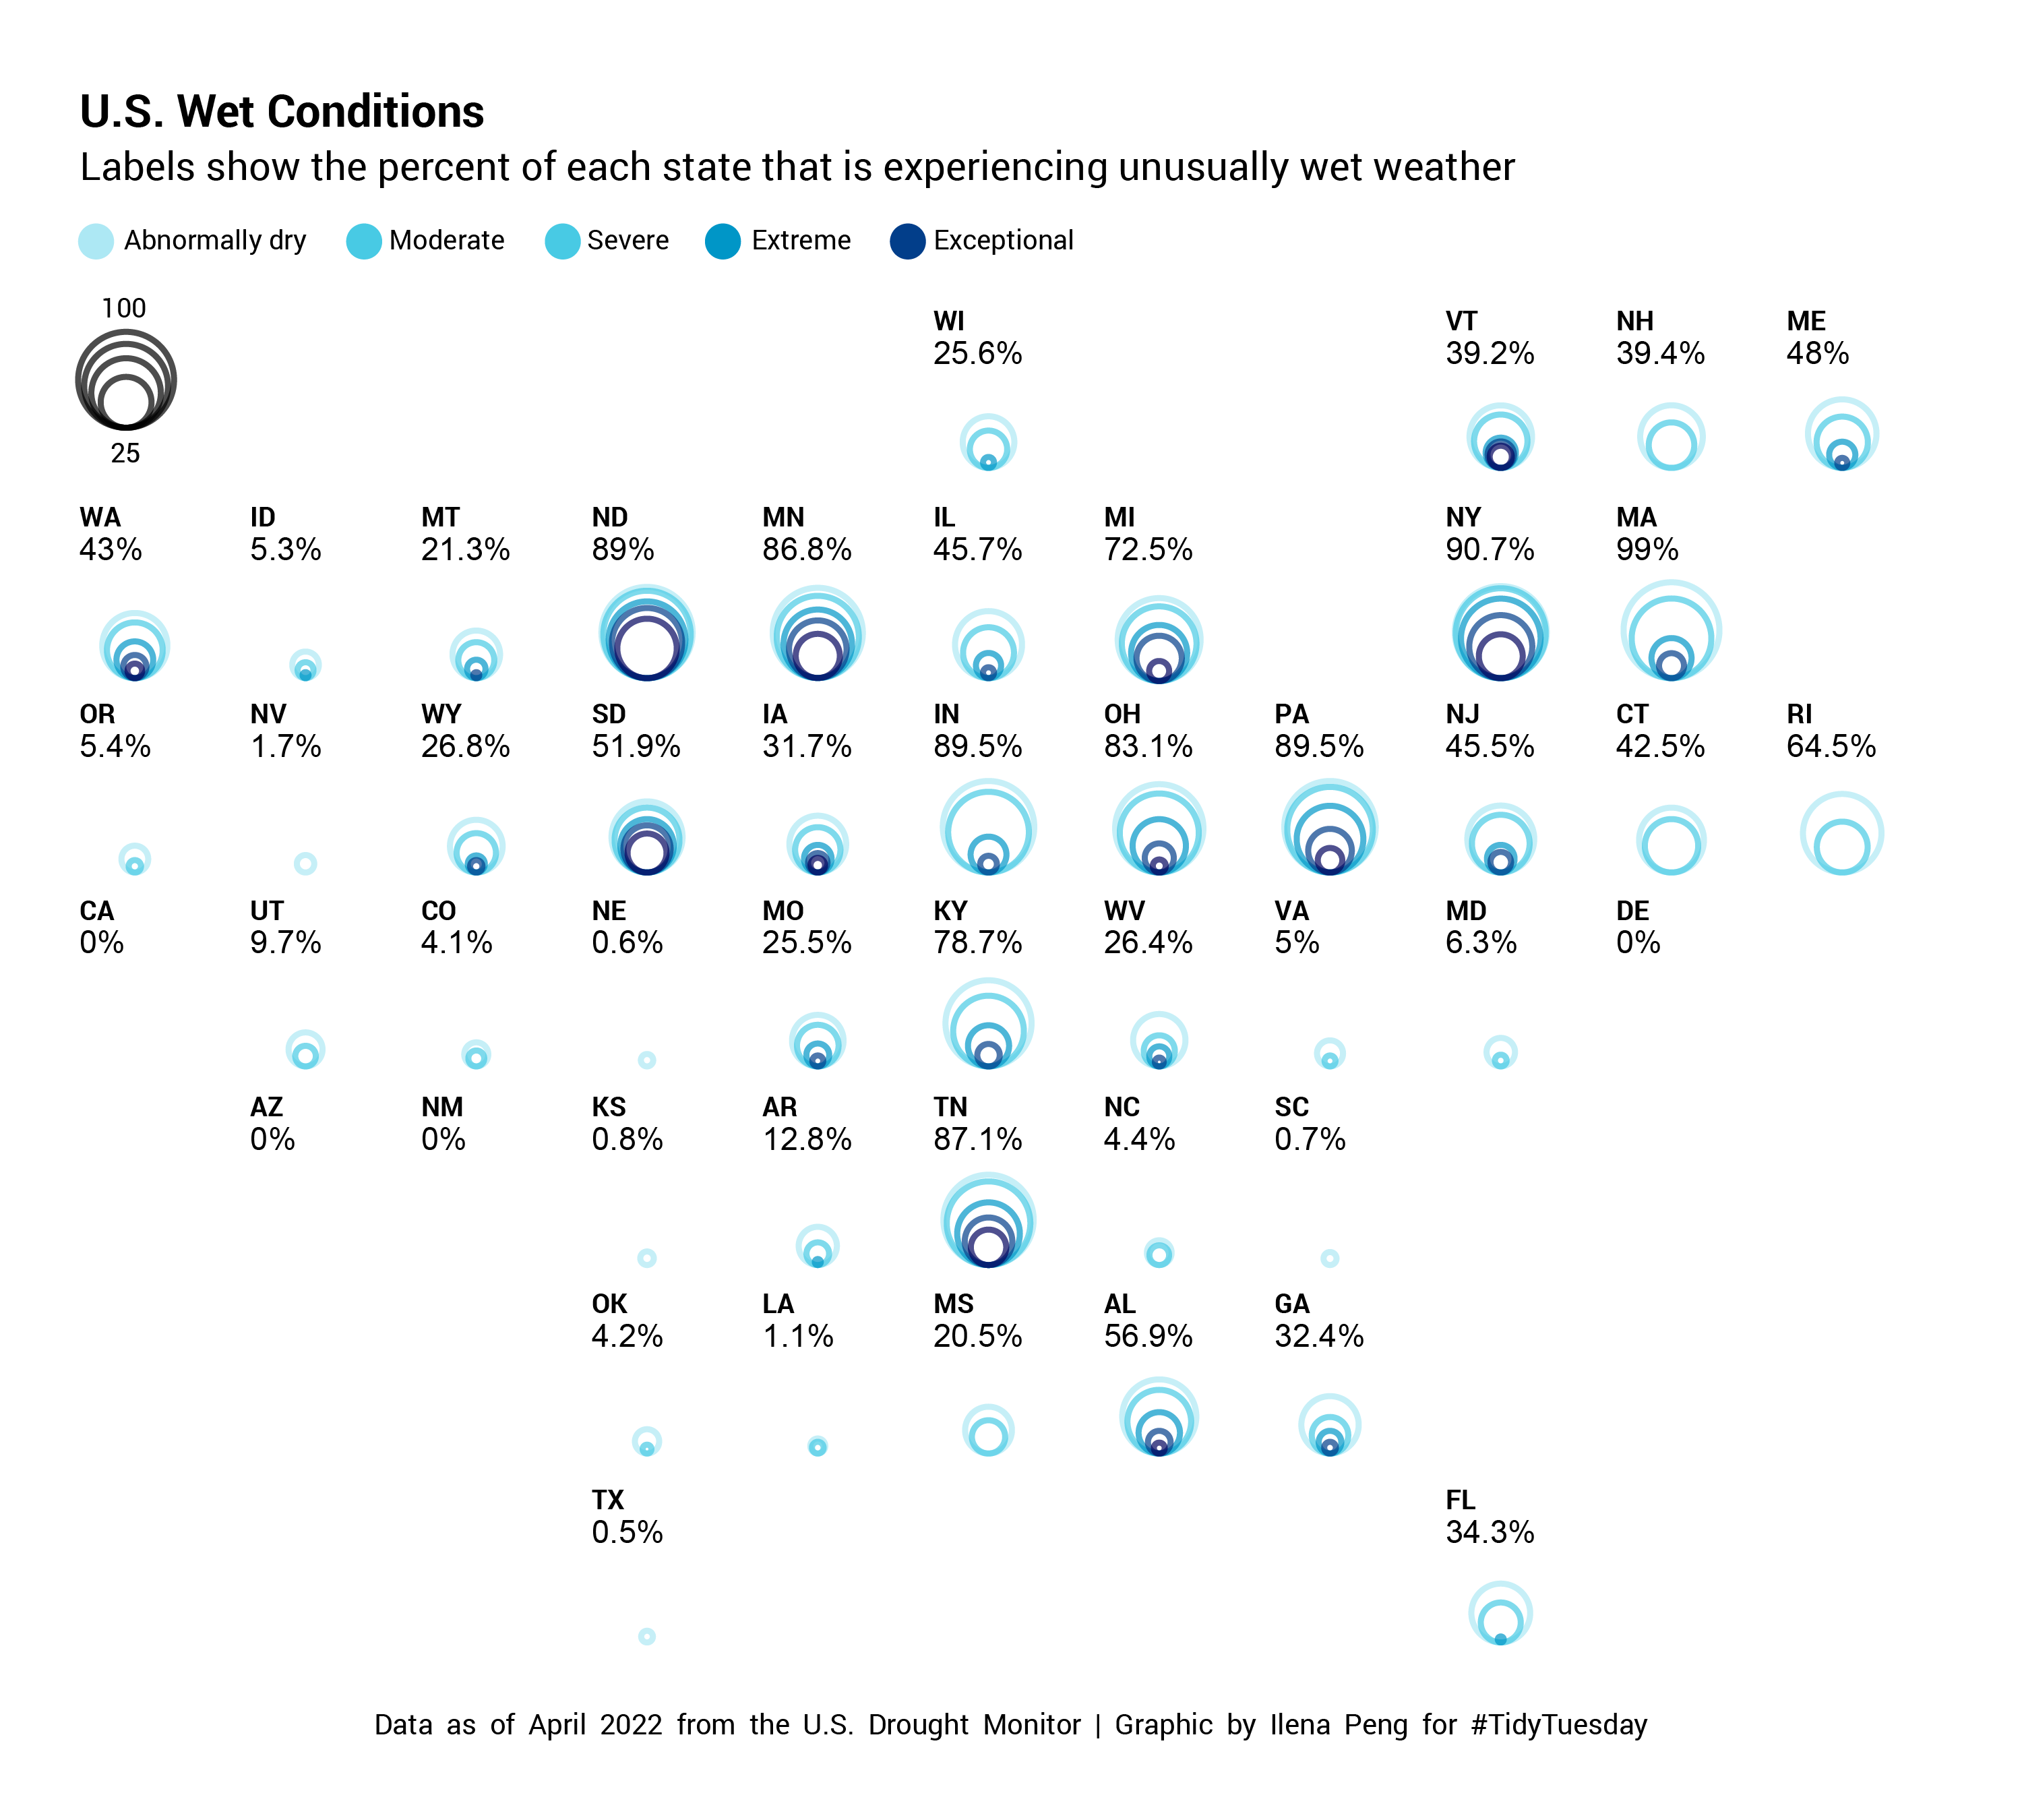 U.S. Wet Conditions
Labels show the percent of each state that is experiencing unusually wet weather
Abnormally dry Moderate Severe Extreme Exceptional
100
25
WI VT NH ME
25.6% 39.2% 39.4% 48%
WA ID MT ND MN IL MI NY MA
43% 5.3% 21.3% 89% 86.8% 45.7% 72.5% 90.7% 99%
OR NV WY SD IA IN OH PA NJ CT RI
5.4% 1.7% 26.8% 51.9% 31.7% 89.5% 83.1% 89.5% 45.5% 42.5% 64.5%
CA UT CO NE MO KY WV VA MD DE
0% 9.7% 4.1% 0.6% 25.5% 78.7% 26.4% 5% 6.3% 0%
AZ NM KS AR TN NC SC
0% 0% 0.8% 12.8% 87.1% 4.4% 0.7%
OK LA MS AL GA
4.2% 1.1% 20.5% 56.9% 32.4%
TX FL
0.5% 34.3%
Data as of April 2022 from the U.S. Drought Monitor | Graphic by Ilena Peng for #TidyTuesday